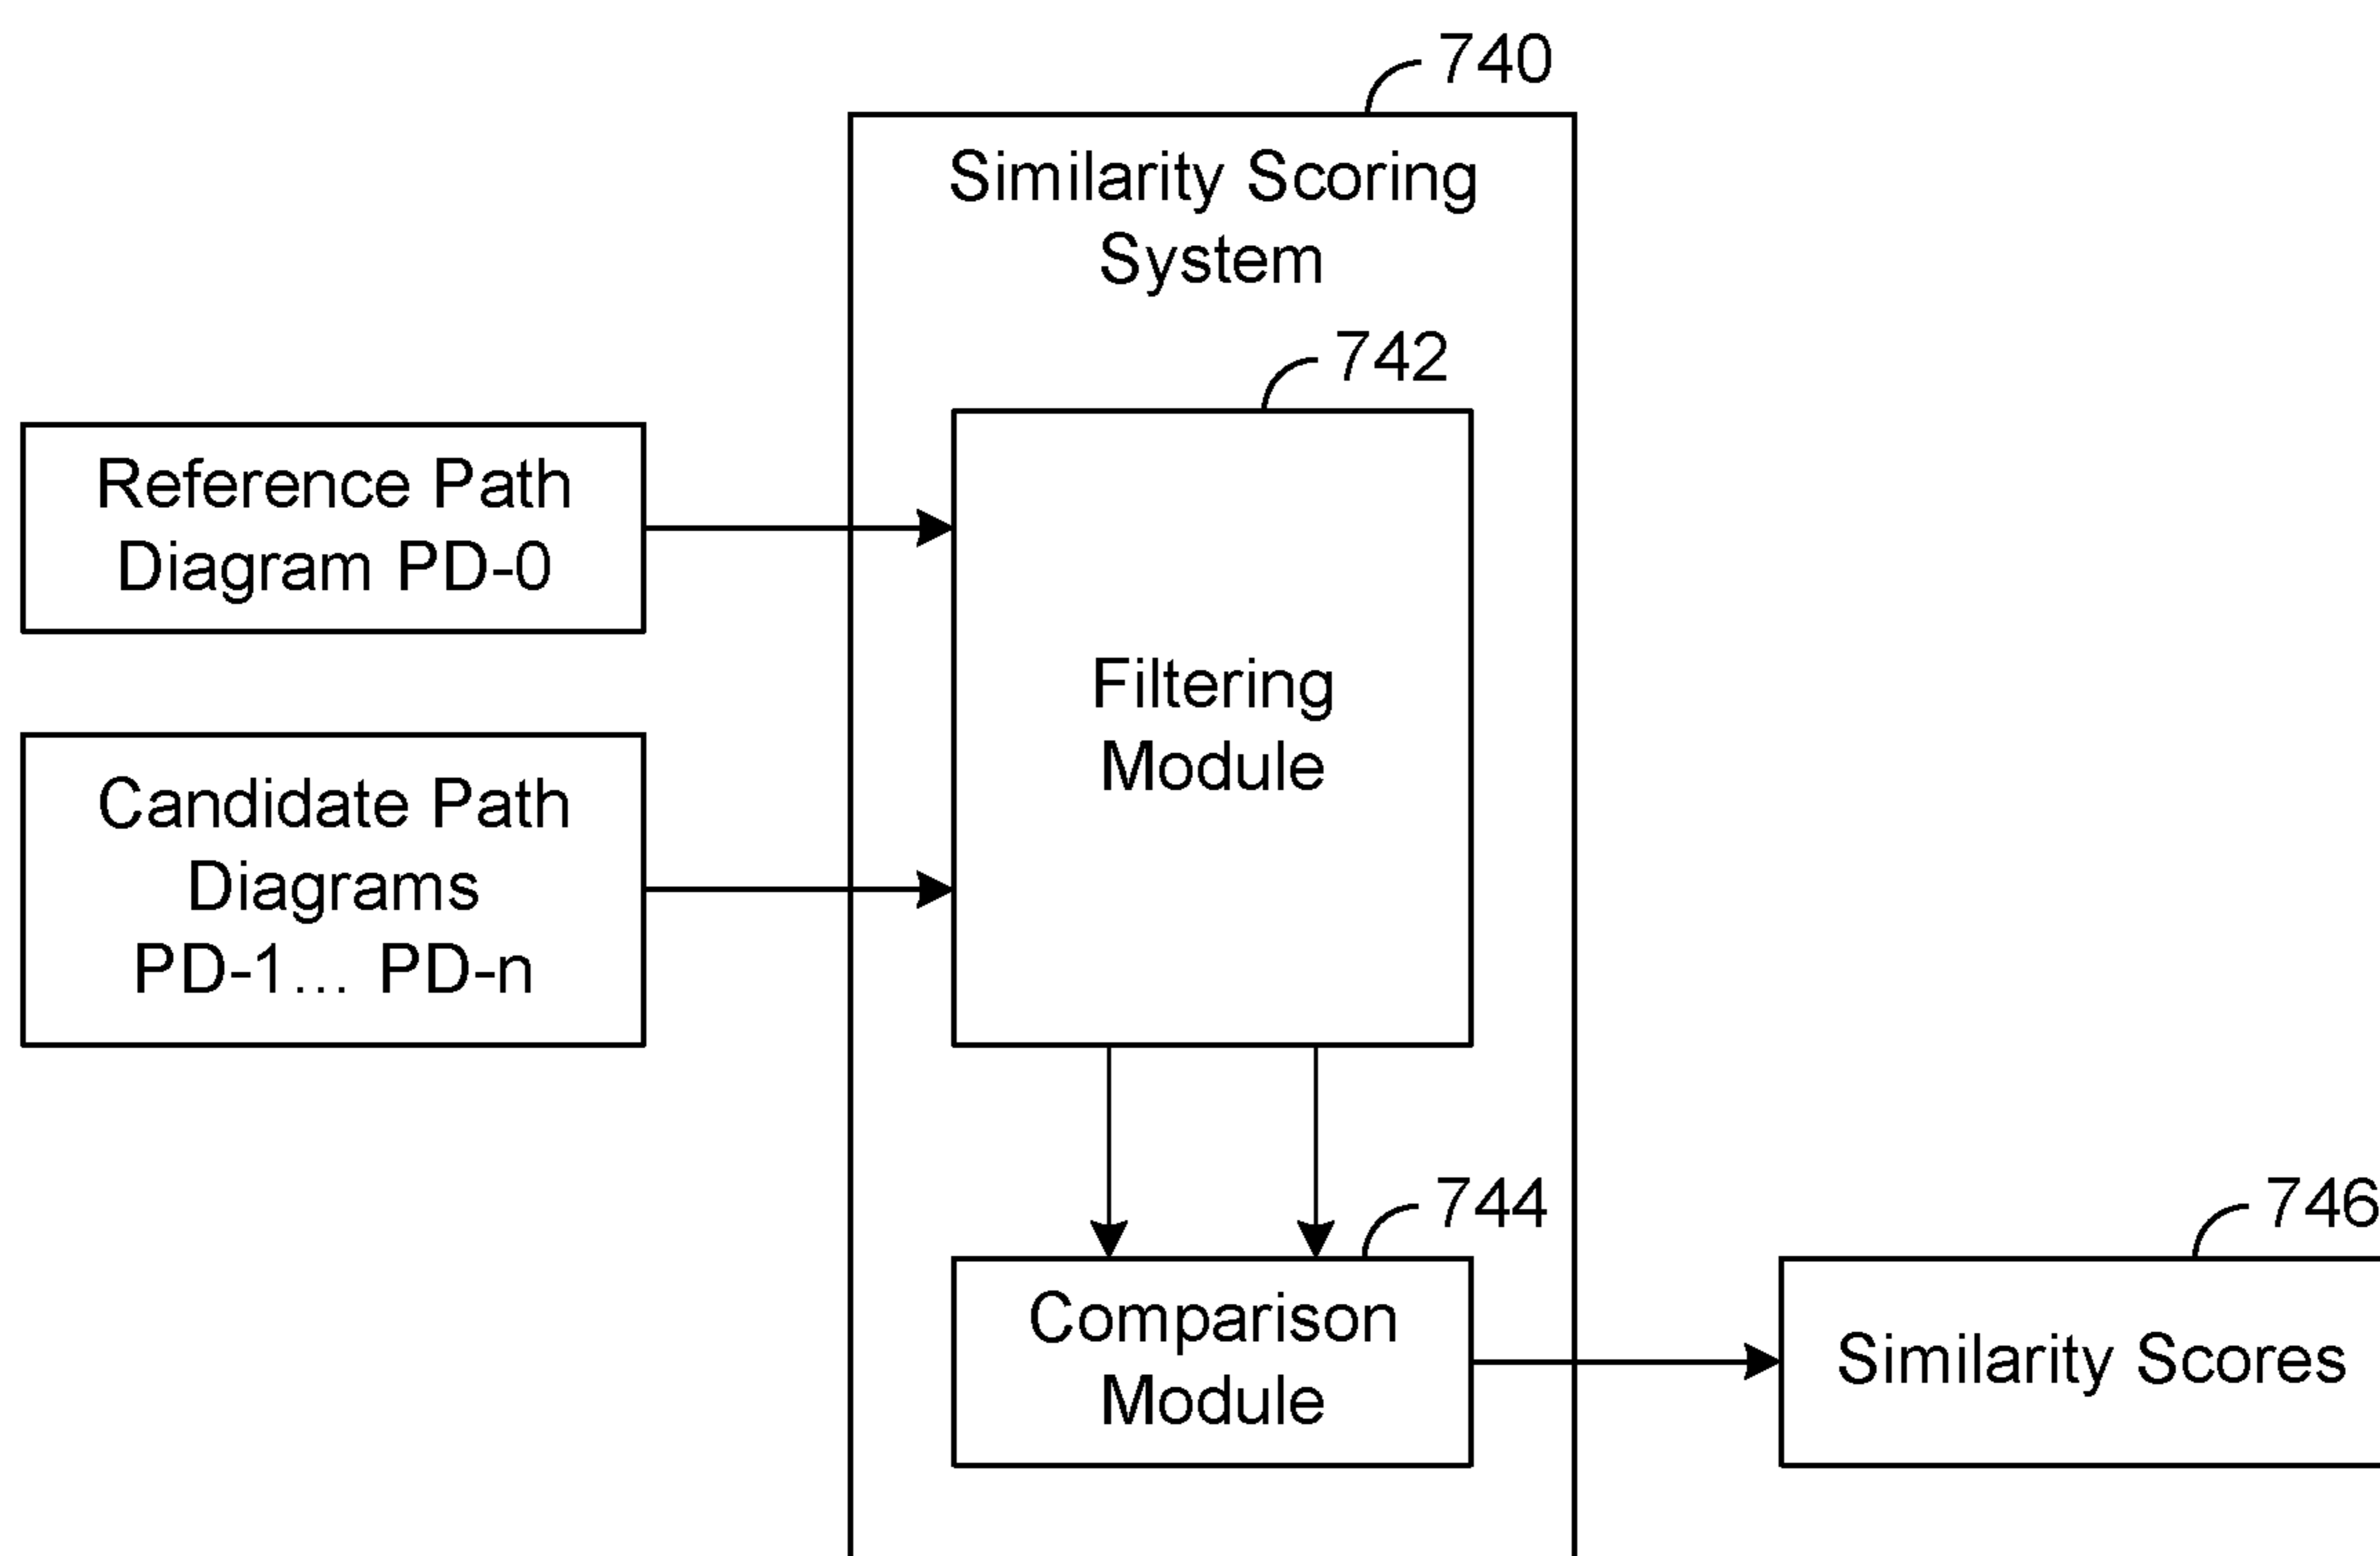 740
Similarity Scoring
System
742
Reference Path
Diagram PD-0
Filtering
Module
Candidate Path
Diagrams
PD-1... PD-n
744
746
Comparison
Module
Similarity Scores